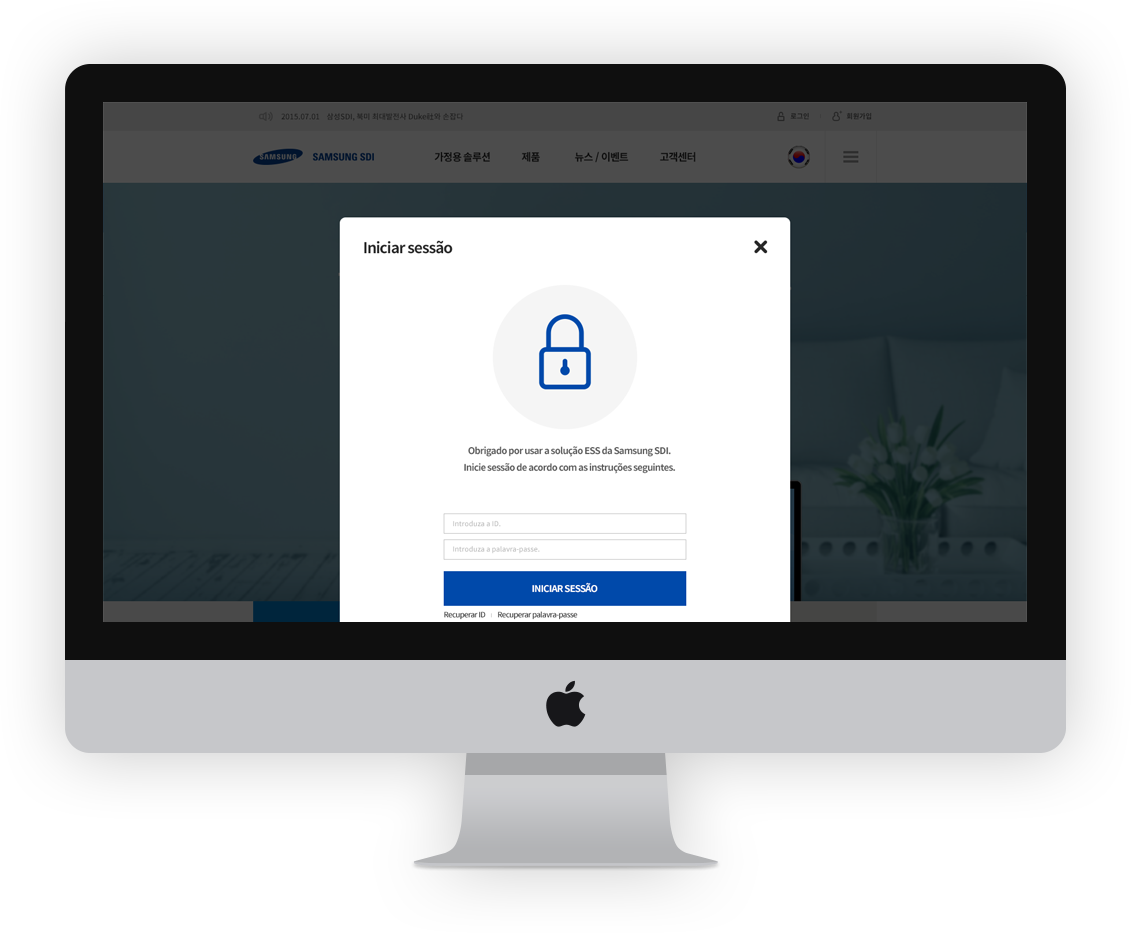 2015.07.01 삼성SDI, 북미 최대발전사 Duke社와 손잡다
로그인 회원가입
SAMSUNG SAMSUNG SDI 가정용 솔루션 제품 뉴스 / 이벤트 고객센터
Iniciar sessão
Obrigado por usar a solução ESS da Samsung SDI.
Inicie sessão de acordo com as instruções seguintes.
Introduza a ID.
Introduza a palavra-passe.
INICIAR SESSÃO
Recuperar ID | Recuperar palavra-passe